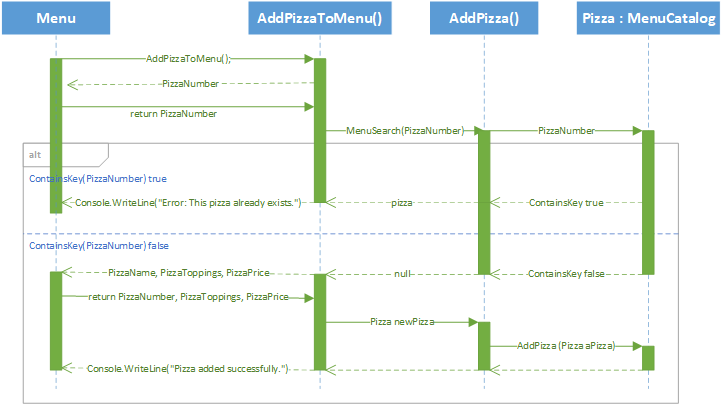 Menu
AddPizzaToMenu()
AddPizza()
Pizza : MenuCatalog
AddPizzaToMenu();
PizzaNumber
return PizzaNumber
MenuSearch(PizzaNumber)
PizzaNumber
alt
ContainsKey(PizzaNumber) true
Console.WriteLine("Error: This pizza already exists.")
pizza
ContainsKey true
ContainsKey(PizzaNumber) false
PizzaName, PizzaToppings, PizzaPrice
null
ContainsKey false
return PizzaNumber, PizzaToppings, PizzaPrice
Pizza newPizza
AddPizza (Pizza aPizza)
Console.WriteLine("Pizza added successfully.")